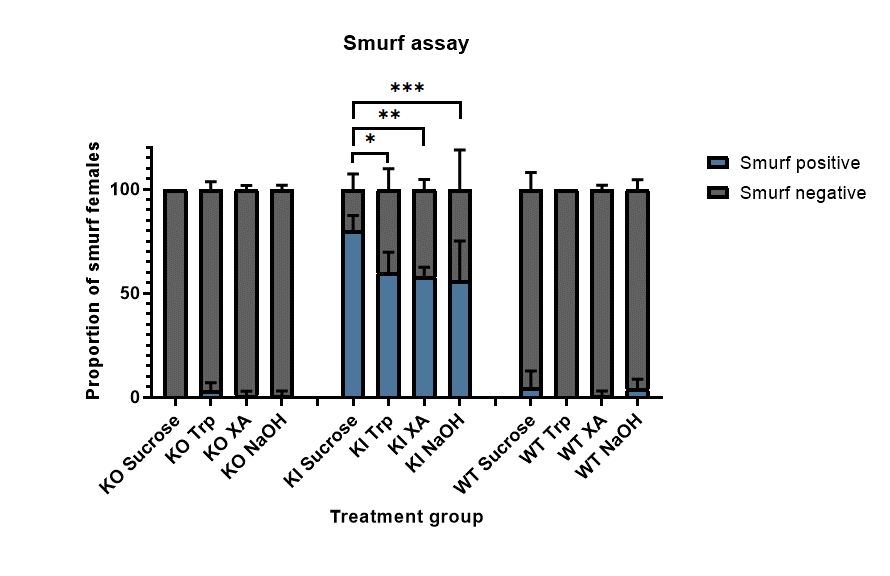 Smurf assay
***
**
*
Proportion of smurf females
100
50
0
KO Sucrose
KO Trp
KO XA
KO NaOH
KI Sucrose
KI Trp
KI XA
KI NaOH
WT Sucrose
WT Trp
WT XA
WT NaOH
Treatment group
Smurf positive
Smurf negative